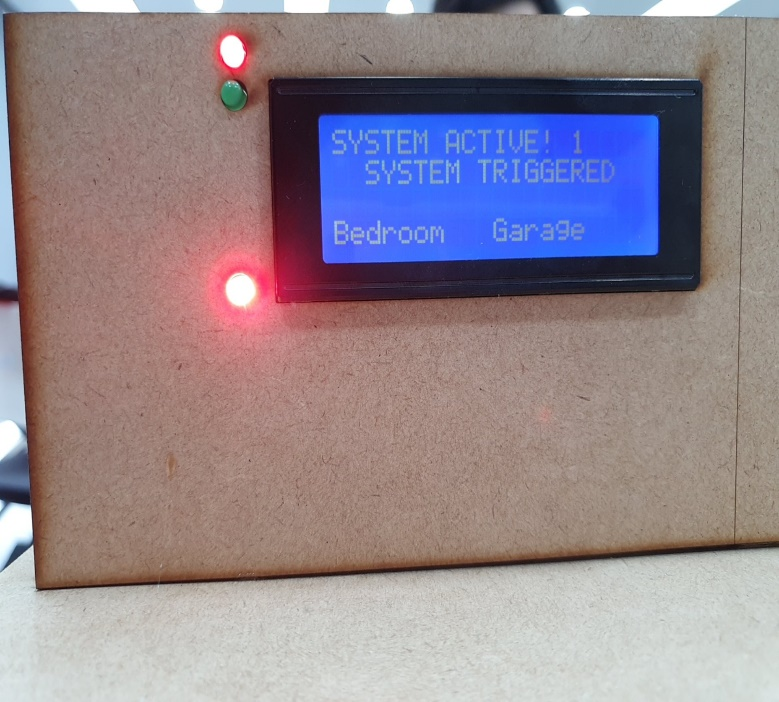 SYSTEM ACTIVE! 1
SYSTEM TRIGGERED
Bedroom Garage